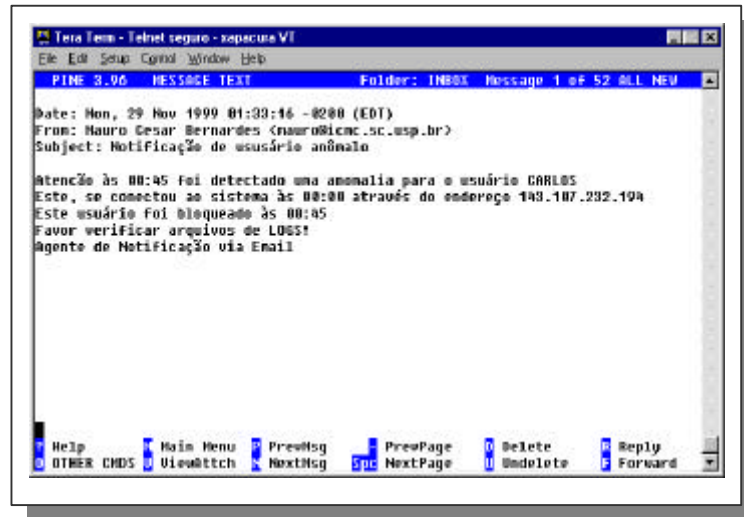 Tera Term - Telnet seguro - xapacura VT
File Edit Setup Control Window Help
PINE 3.96 MESSAGE TEXT Folder: INBOX Message 1 of 52 ALL NEW
Date: Mon, 29 Nov 1999 01:33:16 -0200 (EDT)
From: Mauro Cesar Bernardes <mauro@icmc.sc.usp.br>
Subject: Notificação de ususário anômalo
Atencão às 00:45 foi detectado uma anomalia para o usuário CARLOS
Este, se conectou ao sistema às 00:00 através do endereço 143.107.232.194
Este usuário foi bloqueado às 00:45
Favor verificar arquivos de LOGS!
Agente de Notificação via Email
? Help M Main Menu P PrevMsg - PrevPage D Delete R Reply
O OTHER CMDS V ViewAttch N NextMsg Spc NextPage U Undelete F Forward